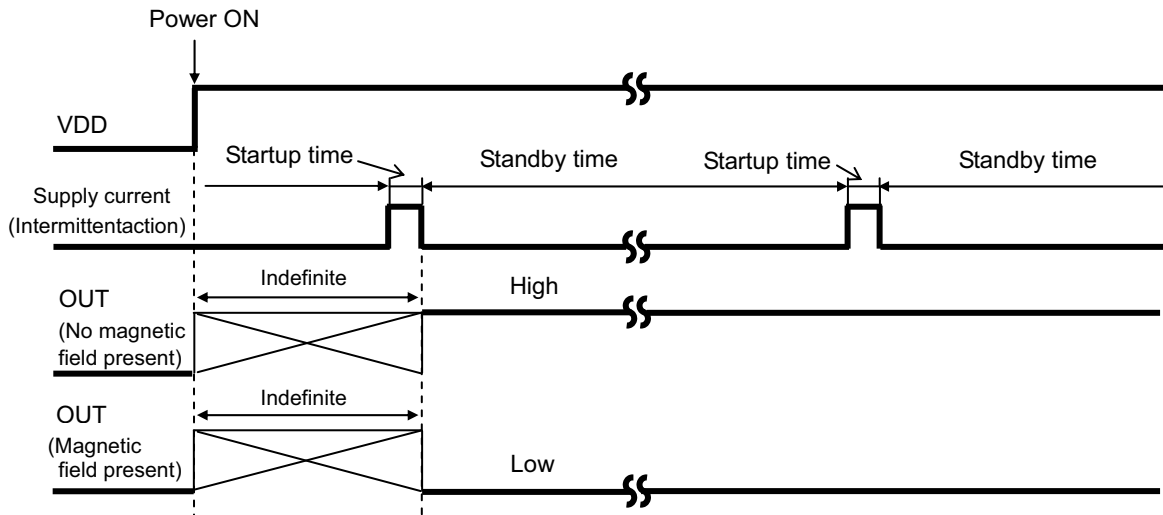 Power ON
VDD
Startup time
Standby time
Startup time
Standby time
Supply current
(Intermittentaction)
Indefinite
High
OUT
(No magnetic
field present)
Indefinite
OUT
(Magnetic
field present)
Low